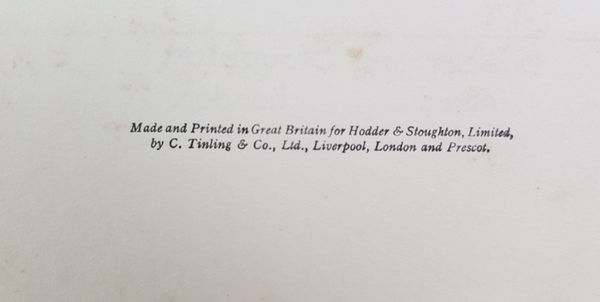 Made and Printed in Great Britain for Hodder & Stoughton, Limited,
by C. Tinling & Co., Ltd., Liverpool, London and Prescot.